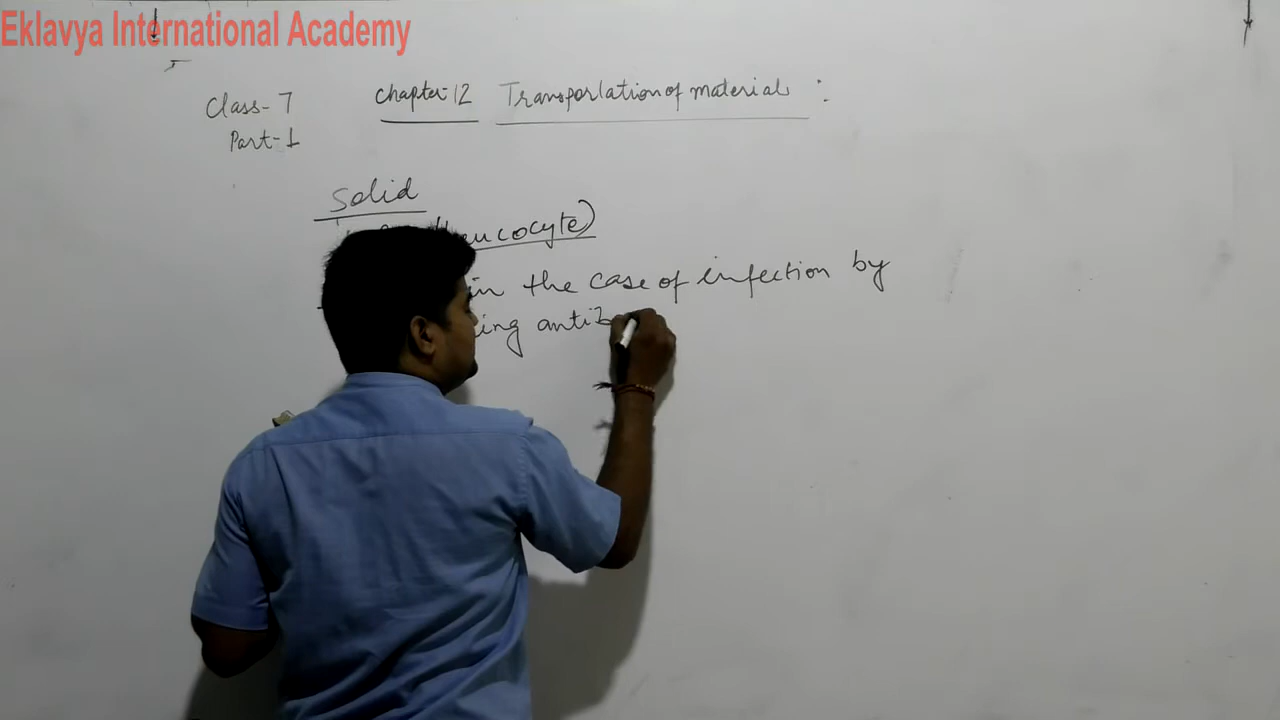 Eklavya International Academy
Class-7 Chapter:12 Transportation of materials :
Part-1
Solid
in the case of infection by